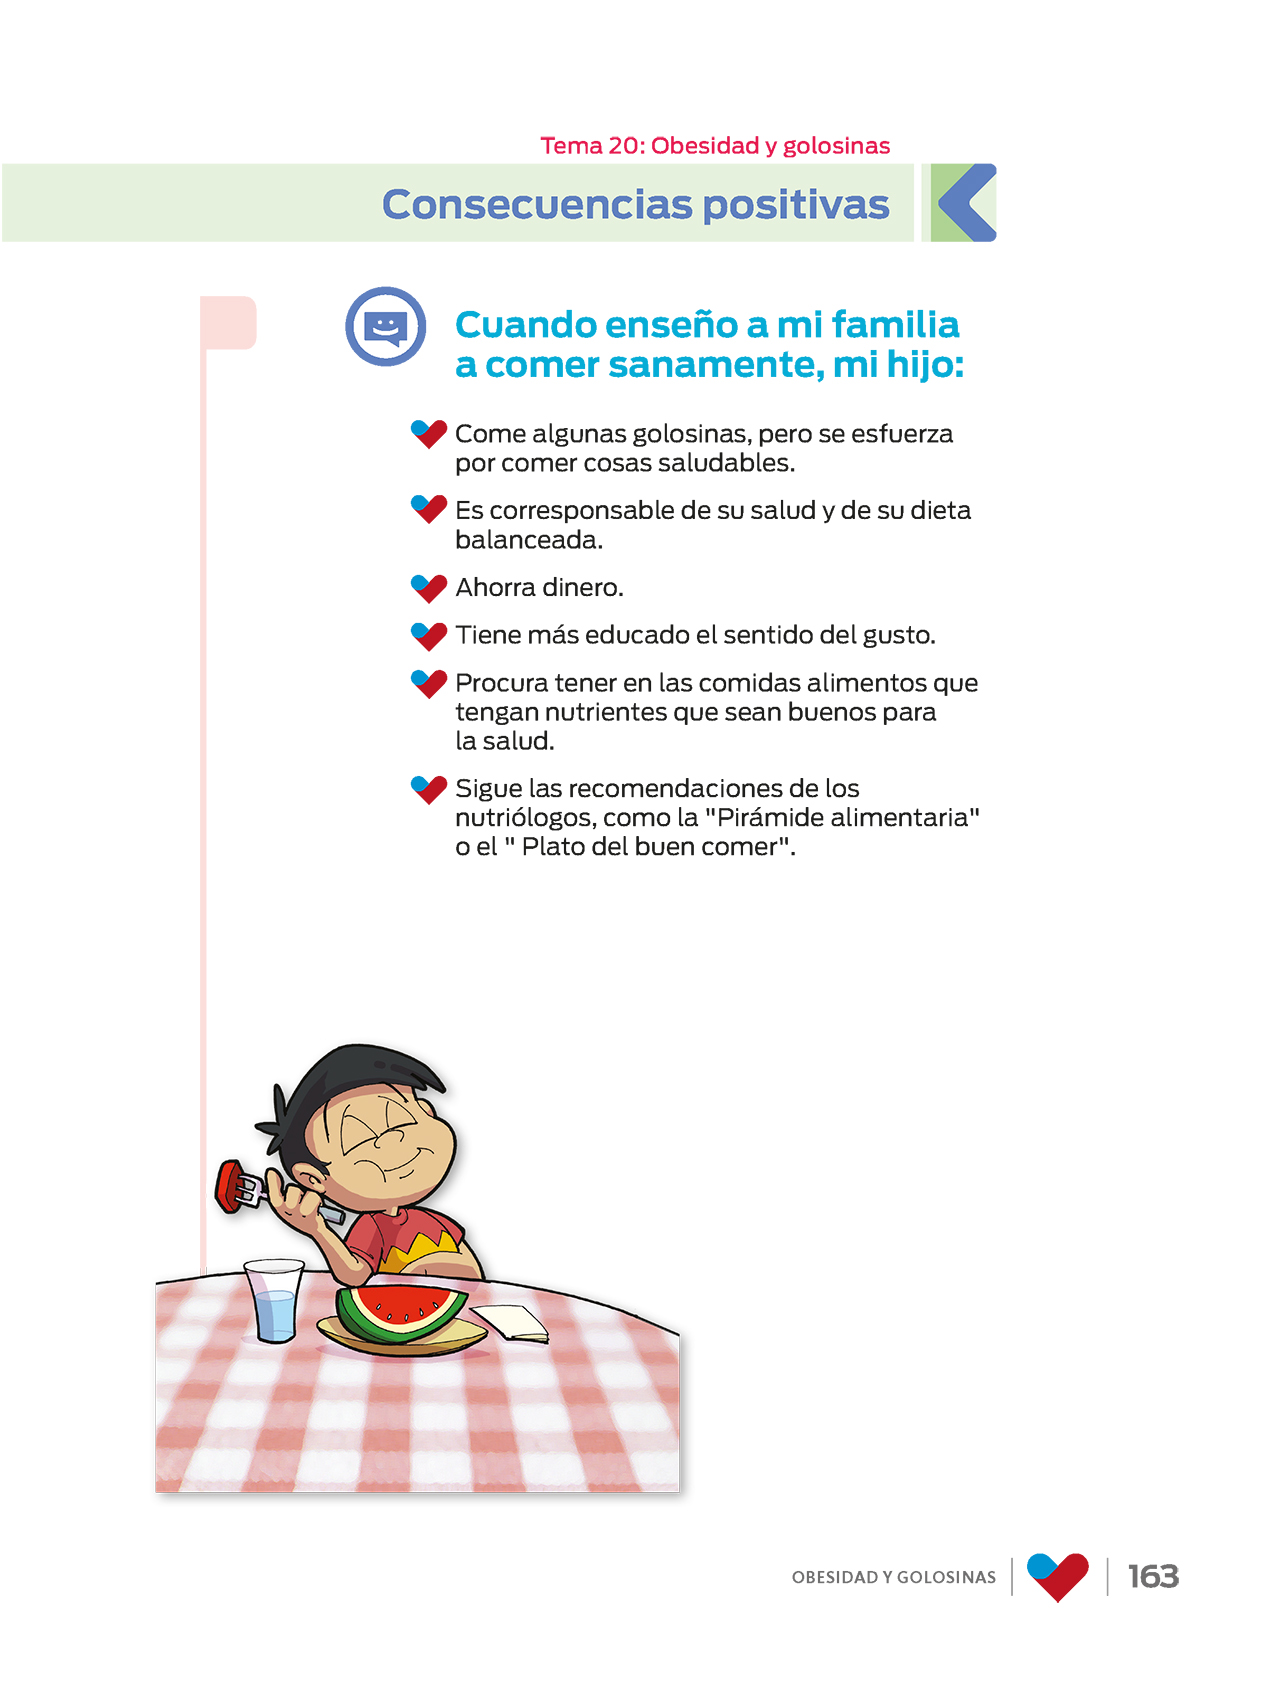 Tema 20: Obesidad y golosinas
Consecuencias positivas
Cuando enseño a mi familia
a comer sanamente, mi hijo:
Come algunas golosinas, pero se esfuerza
por comer cosas saludables.
Es corresponsable de su salud y de su dieta
balanceada.
Ahorra dinero.
Tiene más educado el sentido del gusto.
Procura tener en las comidas alimentos que
tengan nutrientes que sean buenos para
la salud.
Sigue las recomendaciones de los
nutriólogos, como la "Pirámide alimentaria"
o el " Plato del buen comer".
OBESIDAD Y GOLOSINAS
163